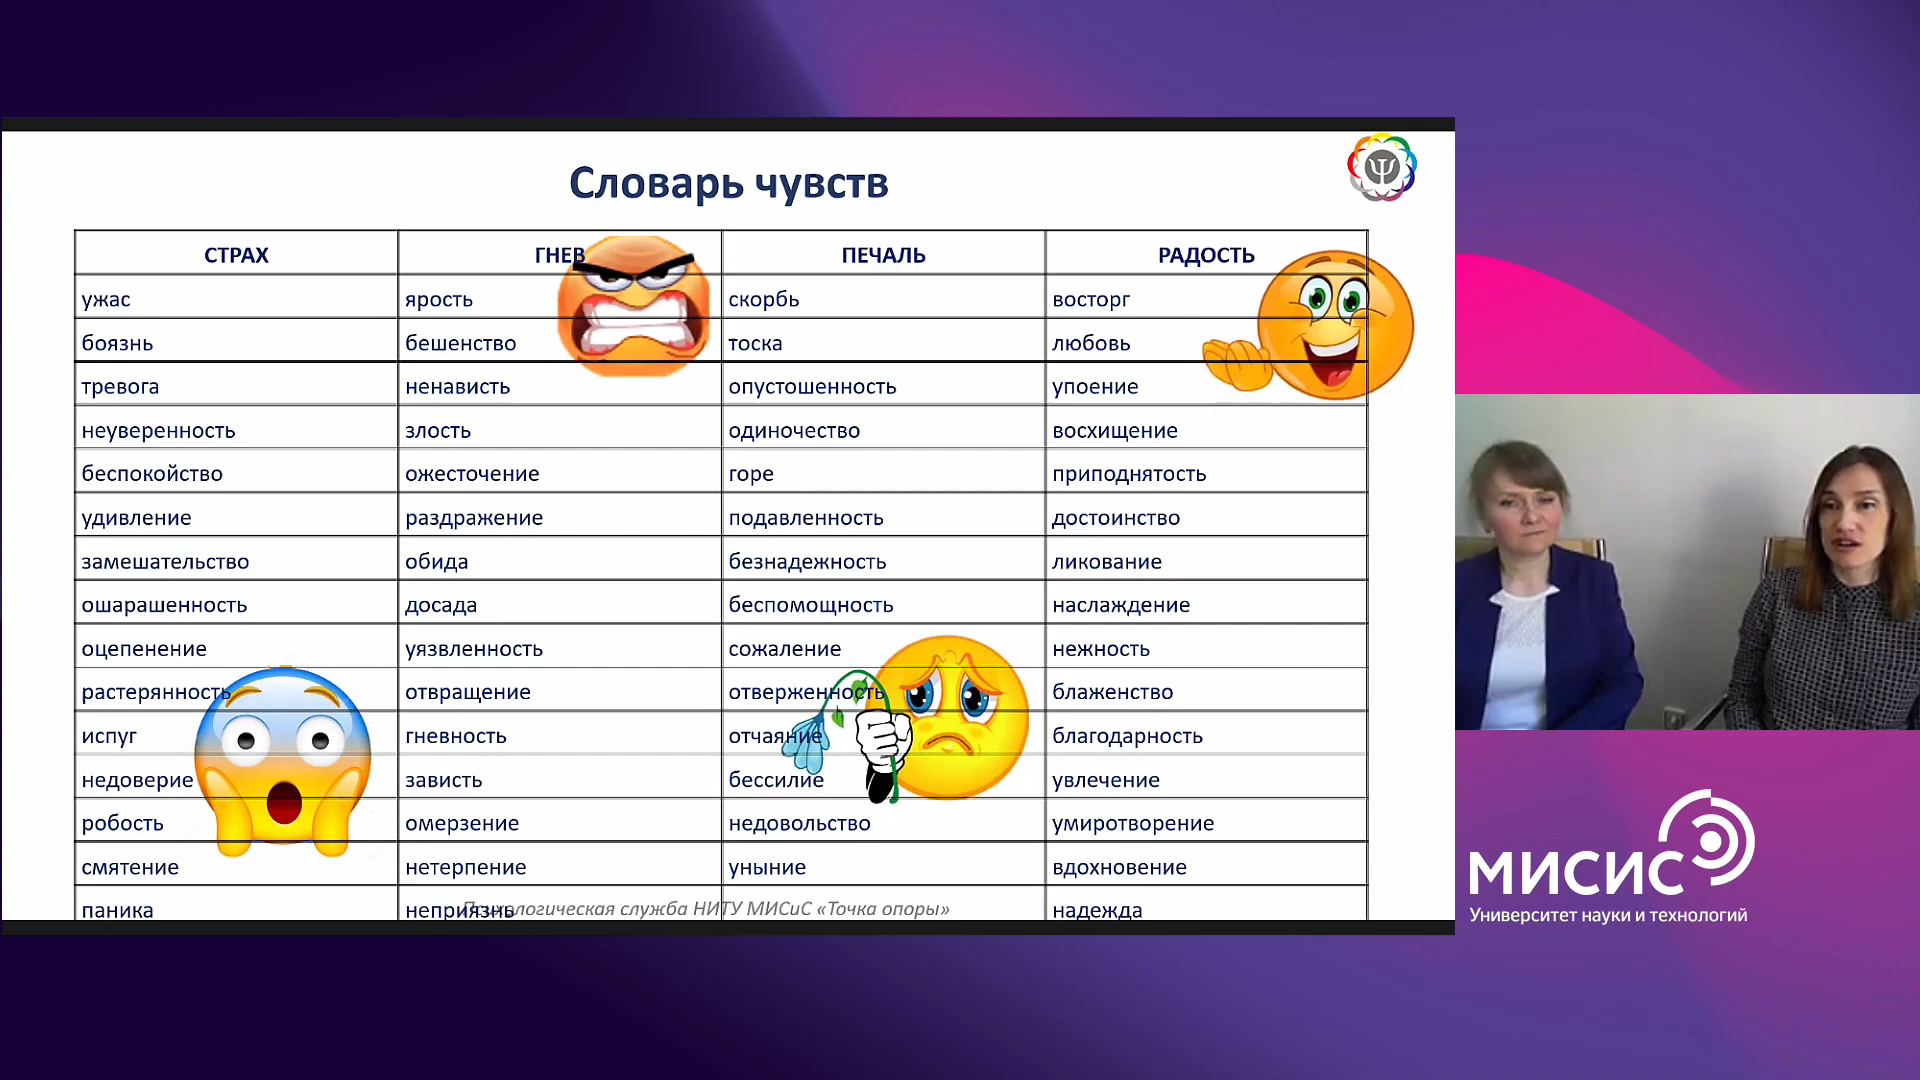 Словарь чувств
СТРАХ ГНЕВ ПЕЧАЛЬ РАДОСТЬ
ужас ярость скорбь восторг
боязнь бешенство тоска любовь
тревога ненависть опустошенность упоение
неуверенность злость одиночество восхищение
беспокойство ожесточение горе приподнятость
удивление раздражение подавленность достоинство
замешательство обида безнадежность ликование
ошарашенность досада беспомощность наслаждение
оцепенение уязвленность сожаление нежность
растерянность отвращение отверженность блаженство
испуг гневность отчаяние благодарность
недоверие зависть бессилие увлечение
робость омерзение недовольство умиротворение
смятение нетерпение уныние вдохновение
паника неприязнь надежда
Психологическая служба НИТУ МИСиС «Точка опоры»
МИСИС
Университет науки и технологий